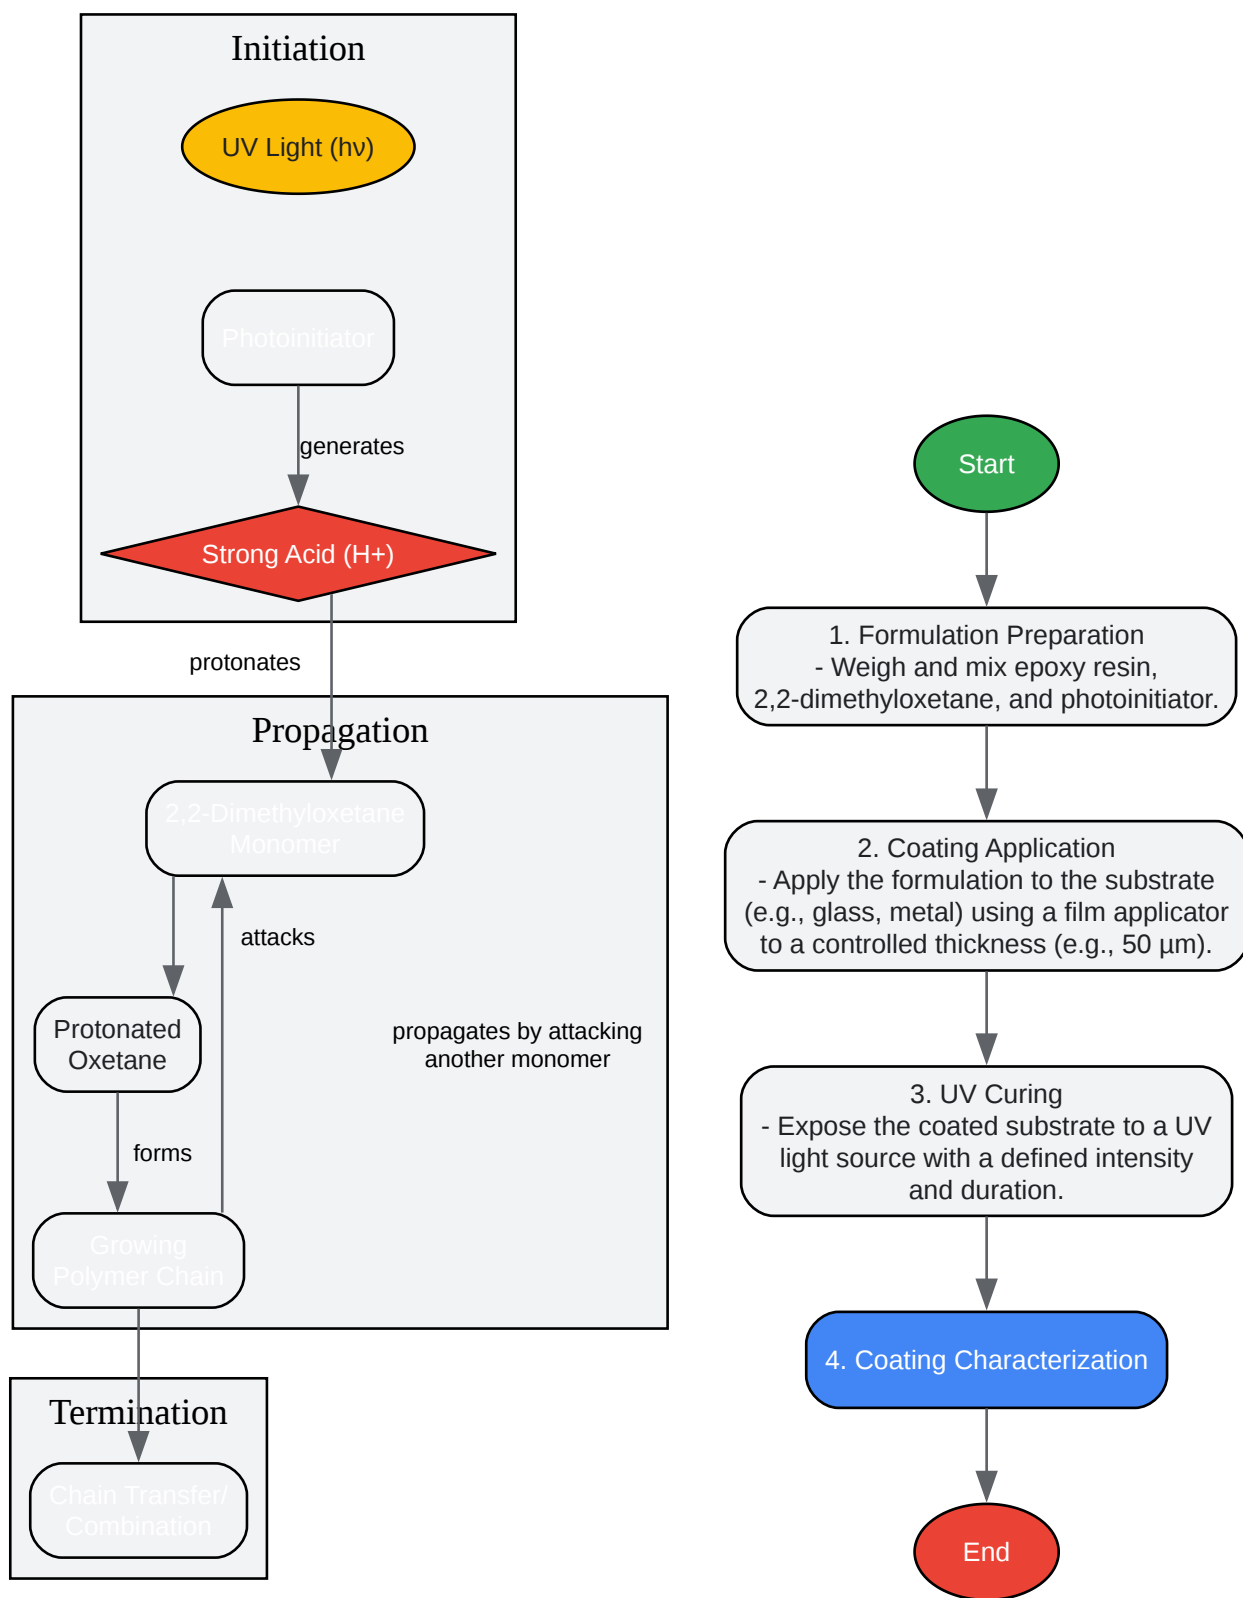 Initiation
UV Light (hν)
Photoinitiator
generates
Strong Acid (H+)
protonates
Propagation
2,2-Dimethyloxetane
Monomer
attacks
Protonated
Oxetane
propagates by attacking
another monomer
forms
Growing
Polymer Chain
Termination
Chain Transfer/
Combination
Start
1. Formulation Preparation
- Weigh and mix epoxy resin,
2,2-dimethyloxetane, and photoinitiator.
2. Coating Application
- Apply the formulation to the substrate
(e.g., glass, metal) using a film applicator
to a controlled thickness (e.g., 50 µm).
3. UV Curing
- Expose the coated substrate to a UV
light source with a defined intensity
and duration.
4. Coating Characterization
End